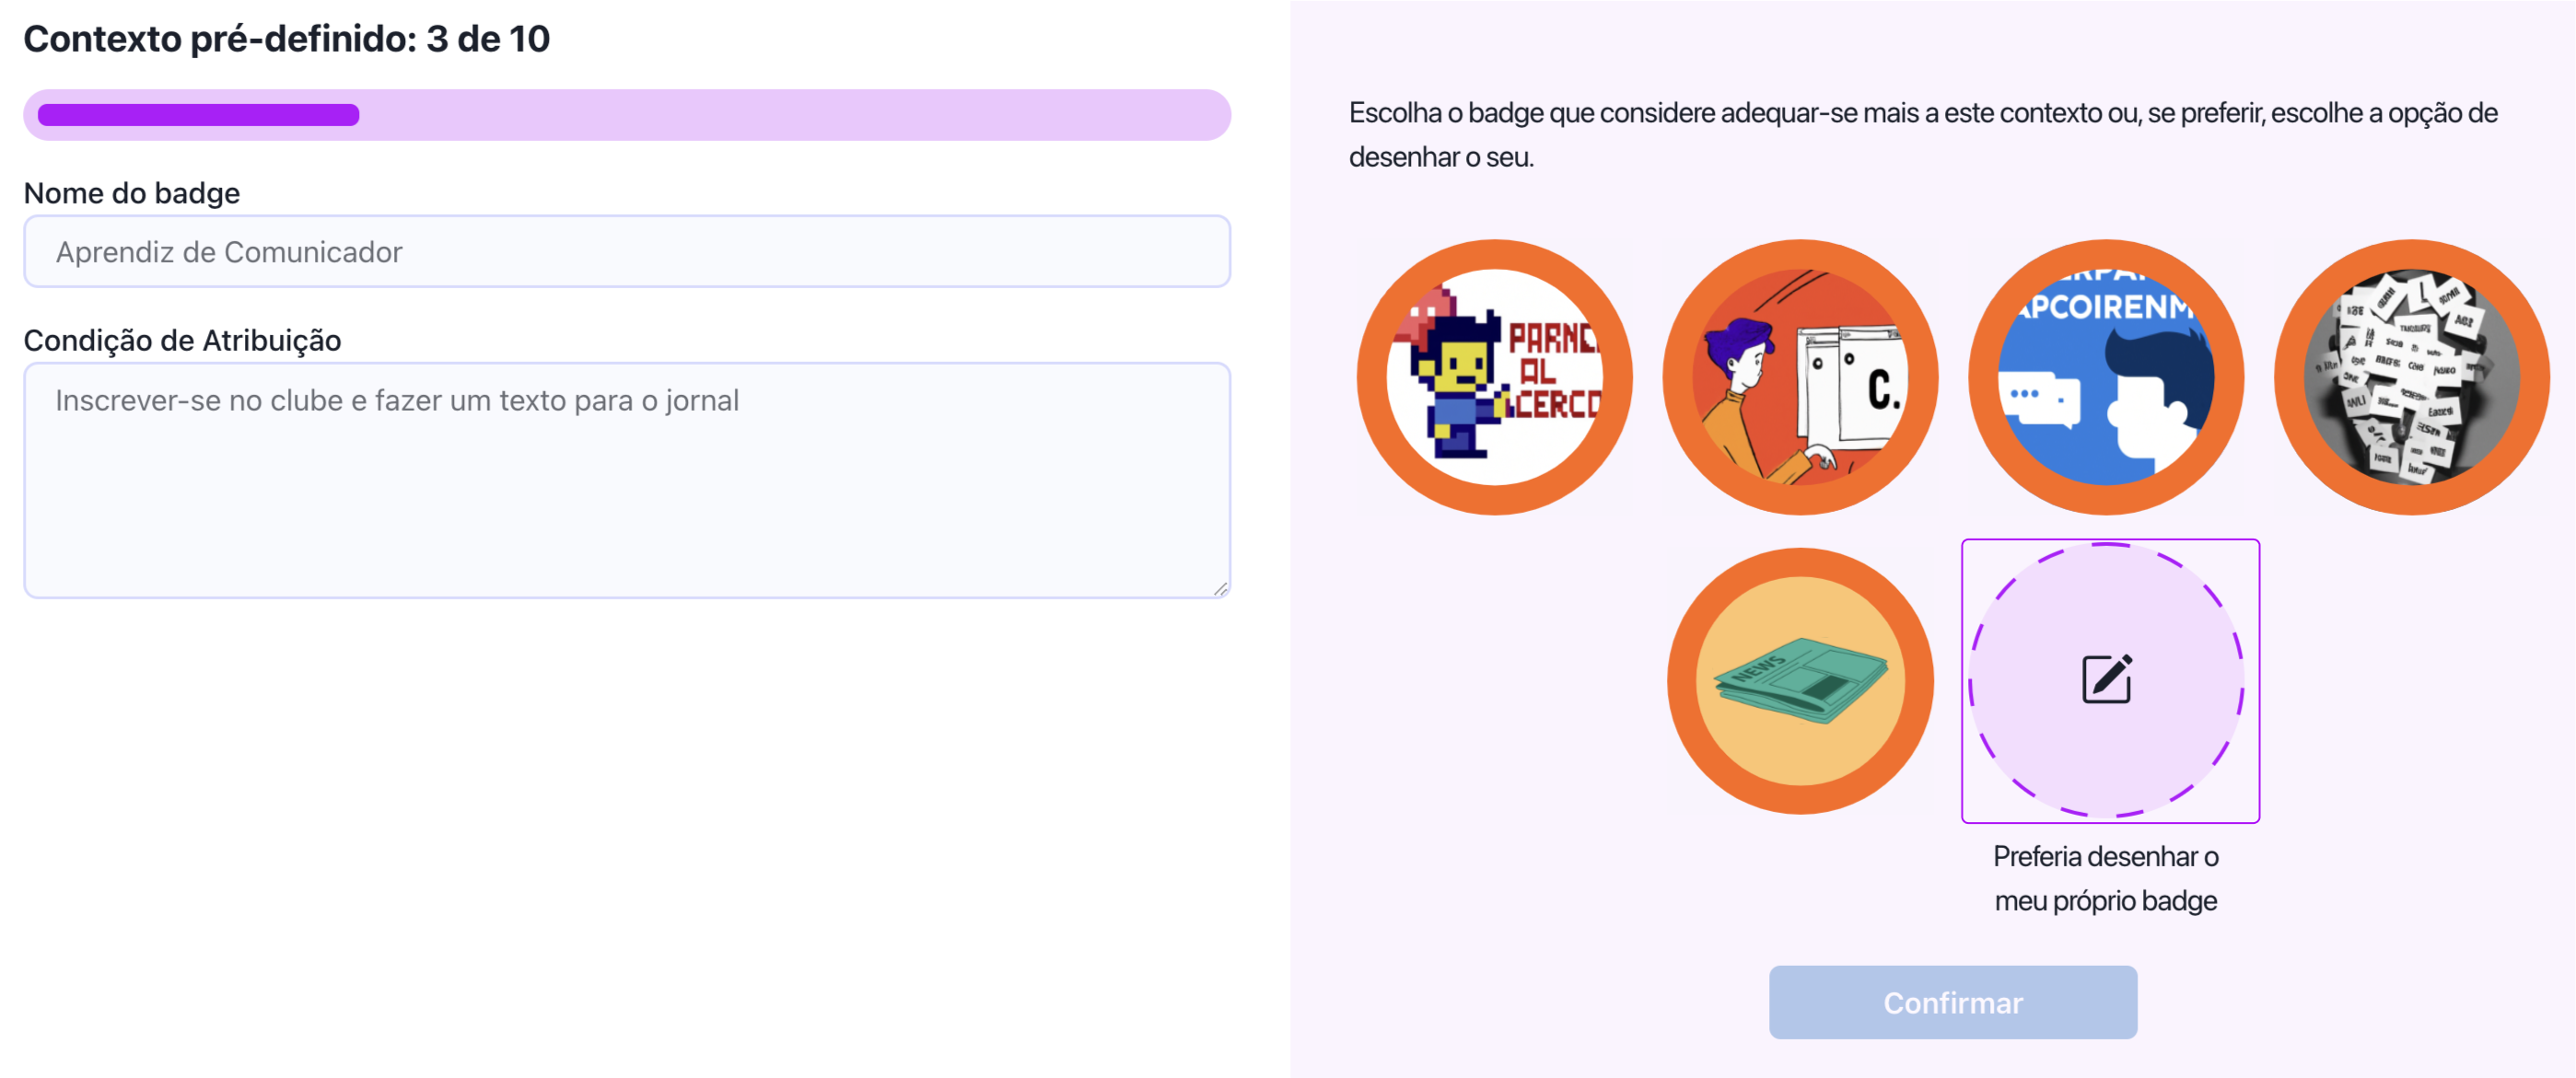 Contexto pré-definido: 3 de 10
Nome do badge
Aprendiz de Comunicador
Condição de Atribuição
Inscrever-se no clube e fazer um texto para o jornal
Escolha o badge que considere adequar-se mais a este contexto ou, se preferir, escolhe a opção de
desenhar o seu.
PARNC
AL
CERCO
C.
APCOIRENM
NEWS
Preferia desenhar o
meu próprio badge
Confirmar